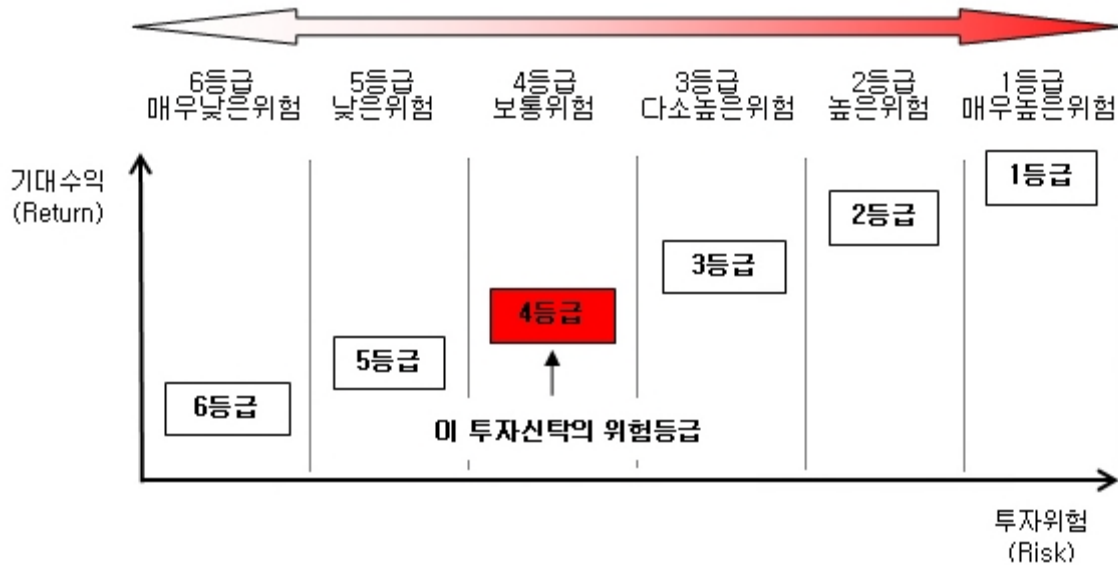 6등급
매우낮은위험
5등급
낮은위험
4등급
보통위험
3등급
다소높은위험
2등급
높은위험
1등급
매우높은위험
기대수익
(Return)
1등급
2등급
3등급
4등급
5등급
6등급
이 투자신탁의 위험등급
투자위험
(Risk)